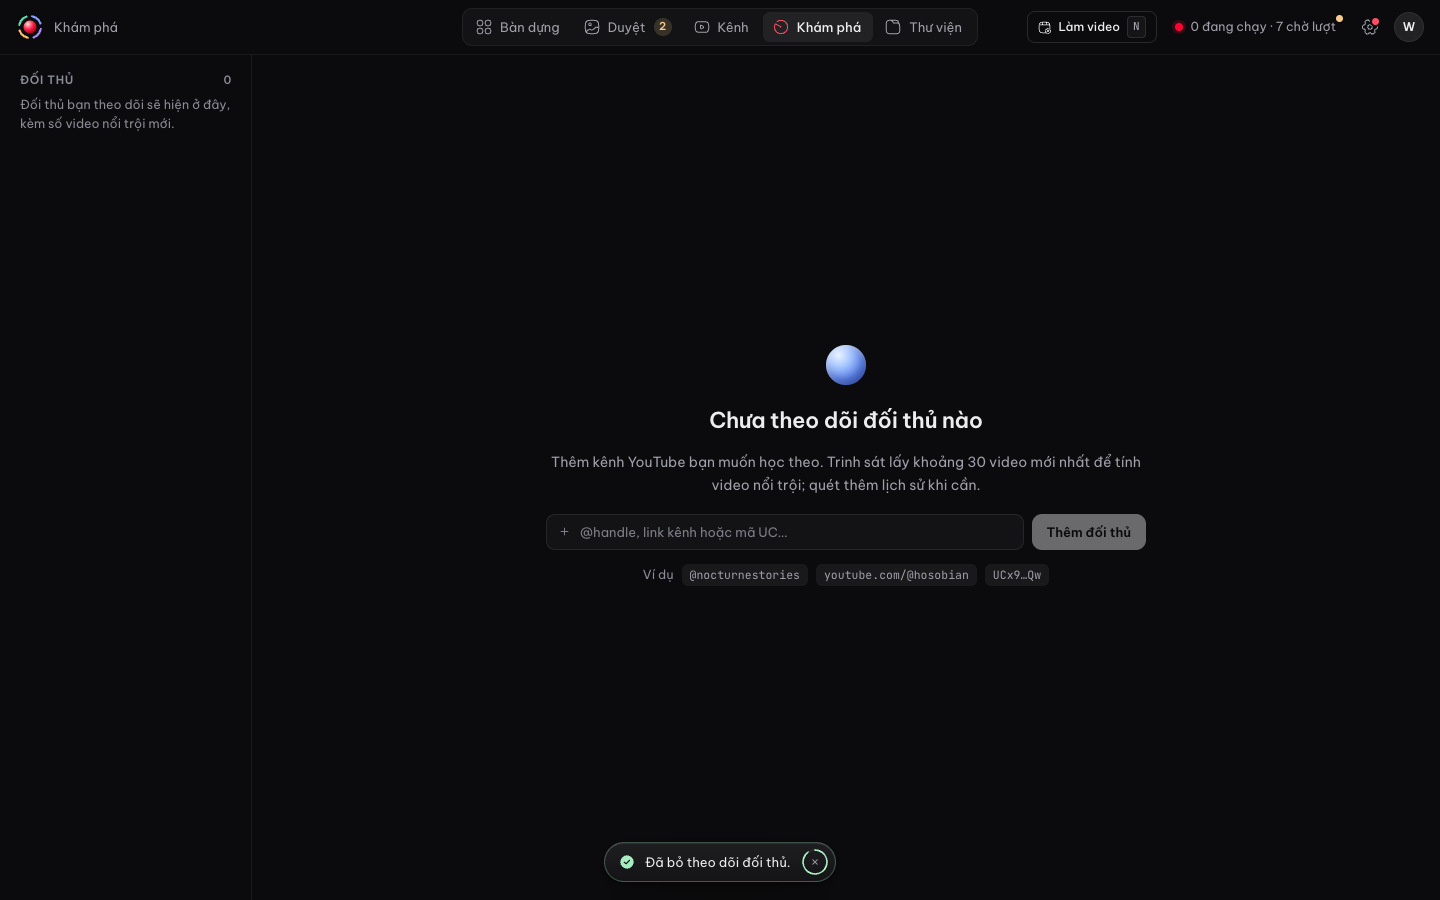 Khám phá
Bàn dựng
Duyệt 2
Kênh
Khám phá
Thư viện
Làm video N
0 đang chạy · 7 chờ lượt
W
ĐỐI THỦ 0
Đối thủ bạn theo dõi sẽ hiện ở đây,
kèm số video nổi trội mới.
Chưa theo dõi đối thủ nào
Thêm kênh YouTube bạn muốn học theo. Trinh sát lấy khoảng 30 video mới nhất để tính
video nổi trội; quét thêm lịch sử khi cần.
@handle, link kênh hoặc mã UC…
Thêm đối thủ
Ví dụ @nocturnestories youtube.com/@hosobian UCx9…Qw
Đã bỏ theo dõi đối thủ.